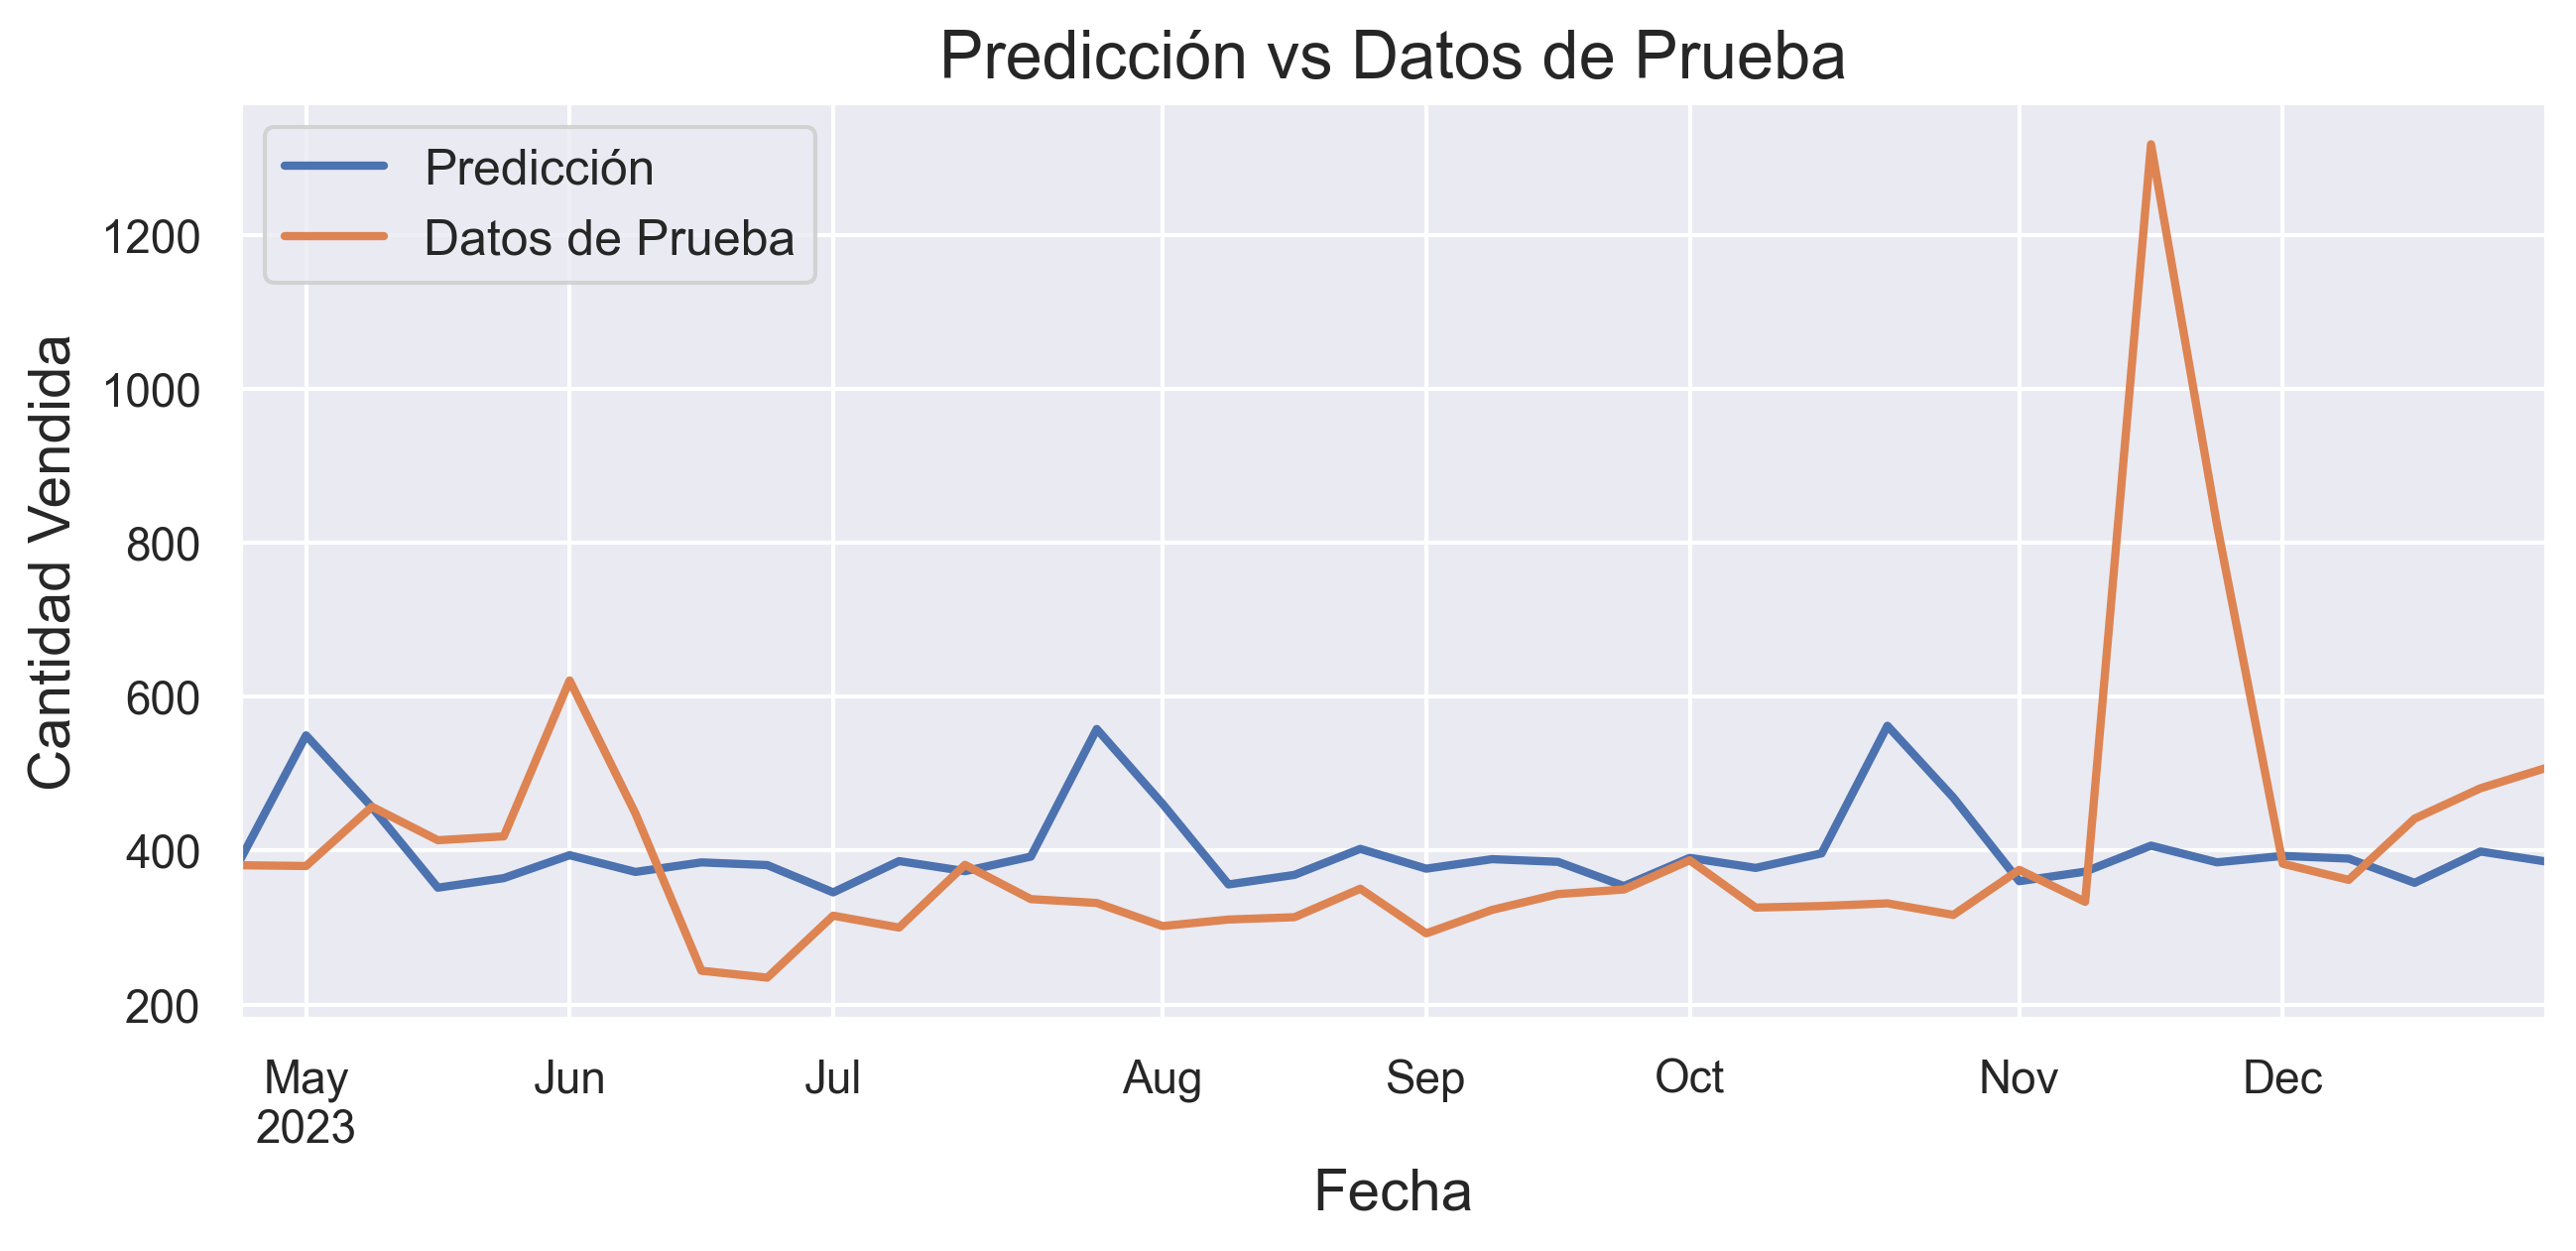 Predicción vs Datos de Prueba
Predicción
Datos de Prueba
1200
1000
800
600
400
200
Cantidad Vendida
May
2023
Jun
Jul
Aug
Sep
Oct
Nov
Dec
Fecha